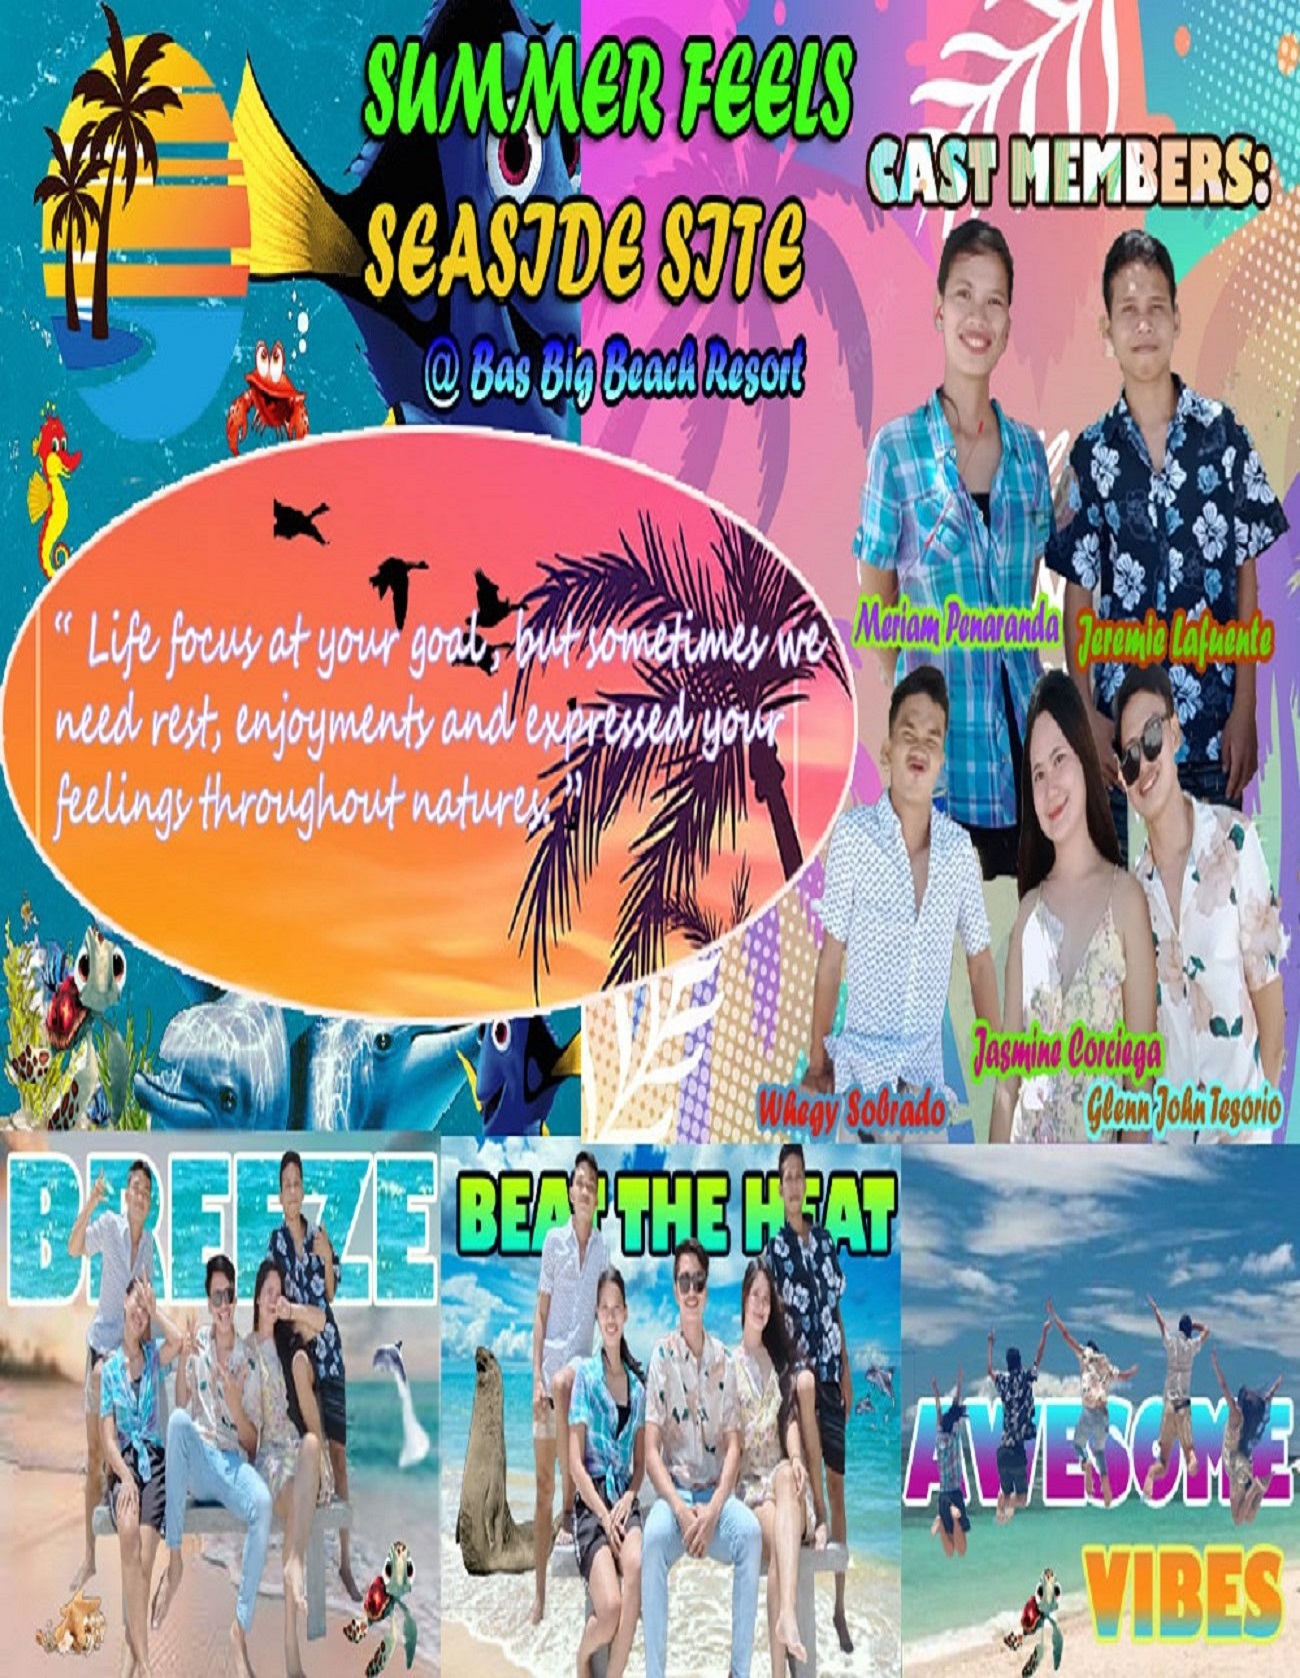 SUMMER FEELS
SEASIDE SITE
@ Bas Big Beach Resort
CAST MEMBERS:
“ Life focus at your goal, but sometimes we
need rest, enjoyments and expressed your
feelings throughout natures.”
Meriam Penaranda
Jeremie Lafuente
Jasmine Corciega
Whegy Sobrado
Glenn John Tesorio
BREEZE
BEAT THE HEAT
AWESOME
VIBES